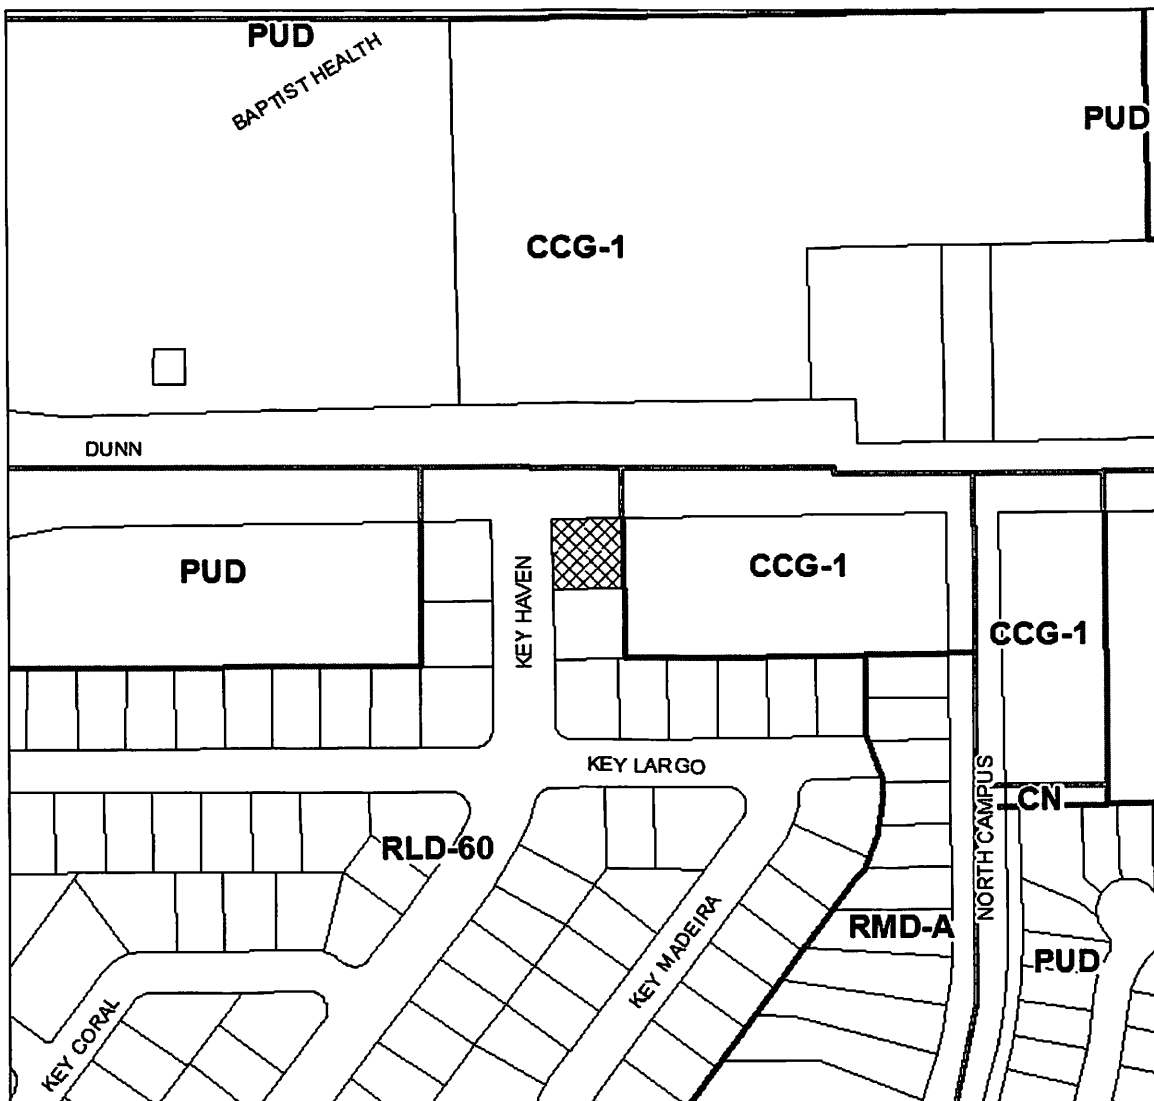 PUD
BAPTIST HEALTH
PUD
CCG-1
DUNN
PUD
KEY HAVEN
CCG-1
CCG-1
KEY LARGO
NORTH CAMPUS
CN
RLD-60
KEY MADEIRA
RMD-A
PUD
KEY CORAL